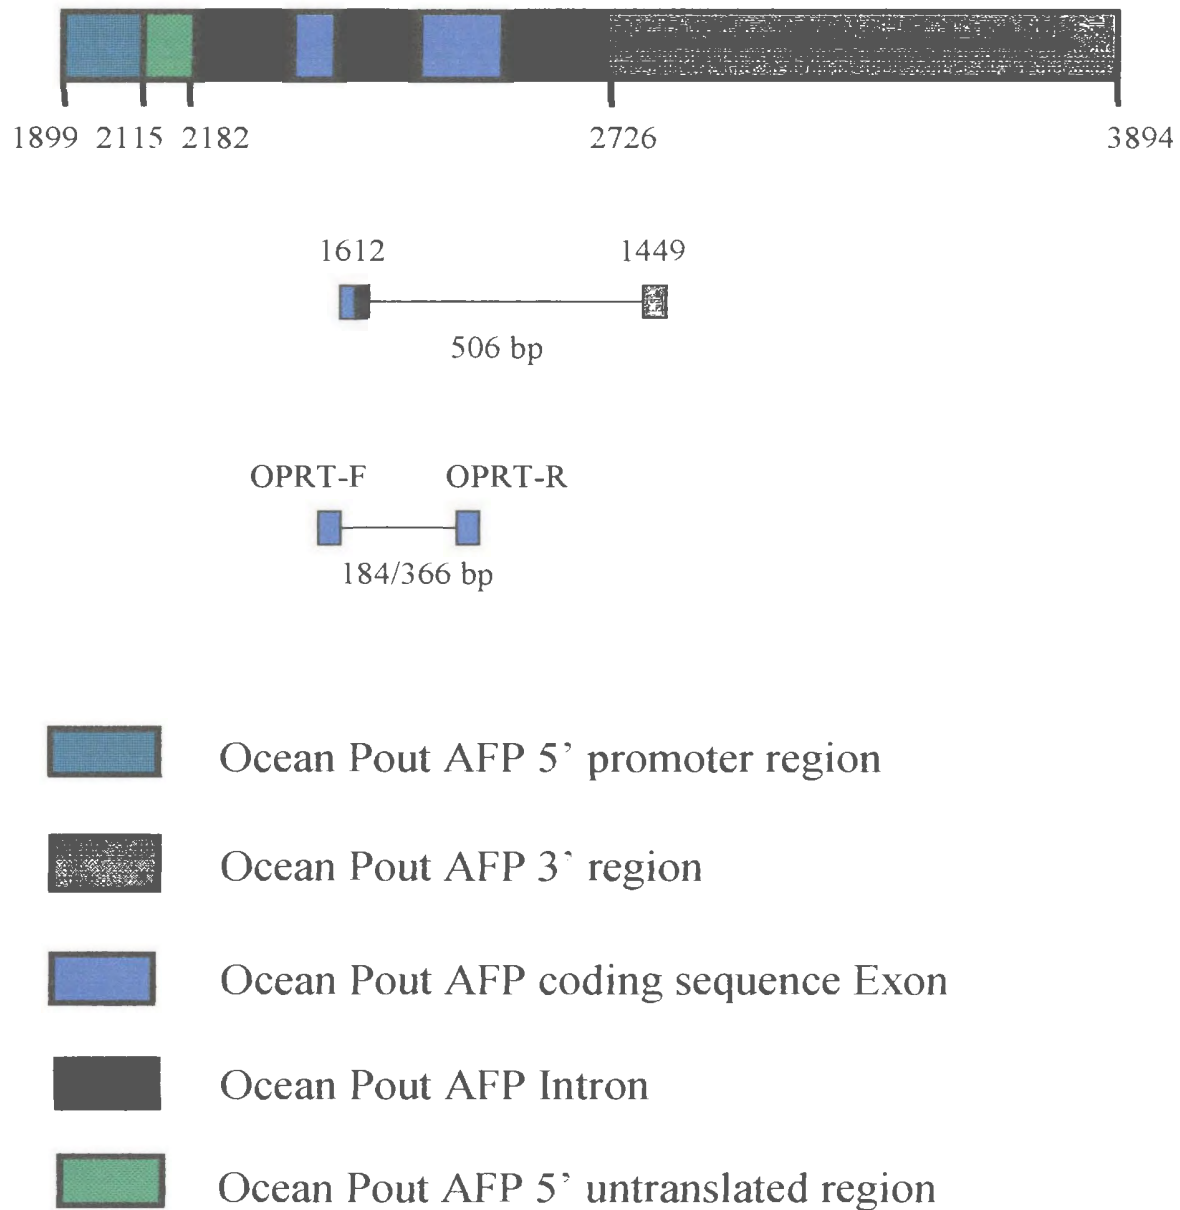 1899 2115 2182 2726 3894
1612 1449
506 bp
OPRT-F OPRT-R
184/366 bp
Ocean Pout AFP 5’ promoter region
Ocean Pout AFP 3’ region
Ocean Pout AFP coding sequence Exon
Ocean Pout AFP Intron
Ocean Pout AFP 5’ untranslated region